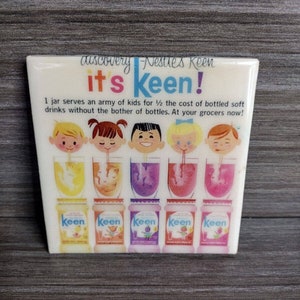 discovery Nestlé's Keen
it's Keen!
1 jar serves an army of kids for ½ the cost of bottled soft
drinks without the bother of bottles. At your grocers now!
Keen Keen Keen Keen Keen